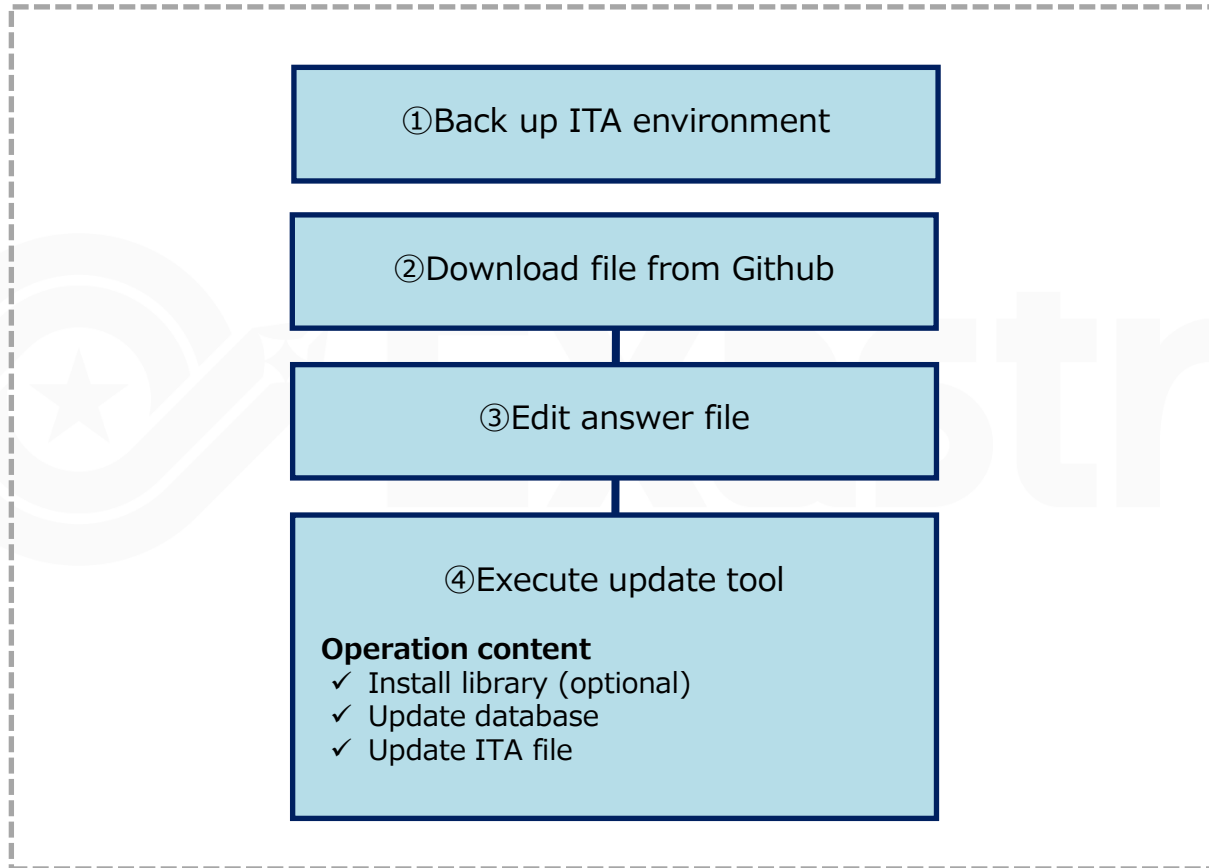 ①Back up ITA environment
②Download file from Github
③Edit answer file
④Execute update tool
Operation content
✓ Install library (optional)
✓ Update database
✓ Update ITA file
Exastr